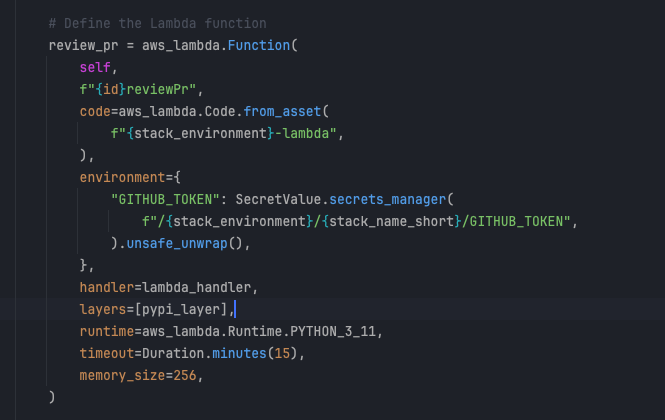 # Define the Lambda function
review_pr = aws_lambda.Function(
self,
f"{id}reviewPr",
code=aws_lambda.Code.from_asset(
f"{stack_environment}-lambda",
),
environment={
"GITHUB_TOKEN": SecretValue.secrets_manager(
f"/{stack_environment}/{stack_name_short}/GITHUB_TOKEN",
).unsafe_unwrap(),
},
handler=lambda_handler,
layers=[pypi_layer],
runtime=aws_lambda.Runtime.PYTHON_3_11,
timeout=Duration.minutes(15),
memory_size=256,
)